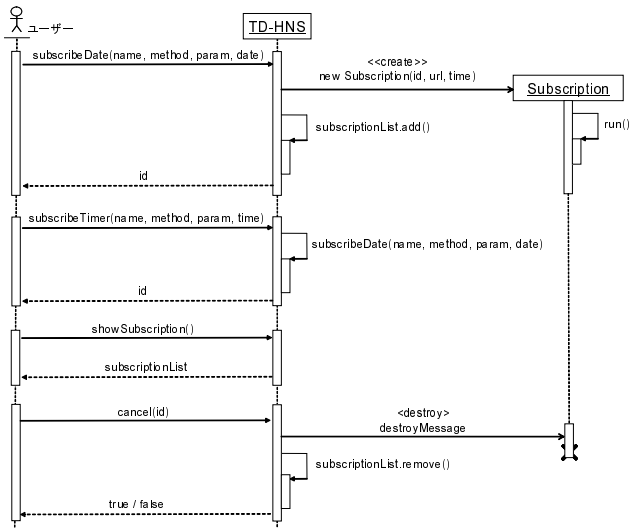 ユーザー
TD-HNS
subscribeDate(name, method, param, date)
<<create>>
new Subscription(id, url, time)
Subscription
subscriptionList.add()
run()
id
subscribeTimer(name, method, param, time)
subscribeDate(name, method, param, date)
id
showSubscription()
subscriptionList
cancel(id)
<destroy>
destroyMessage
subscriptionList.remove()
true / false